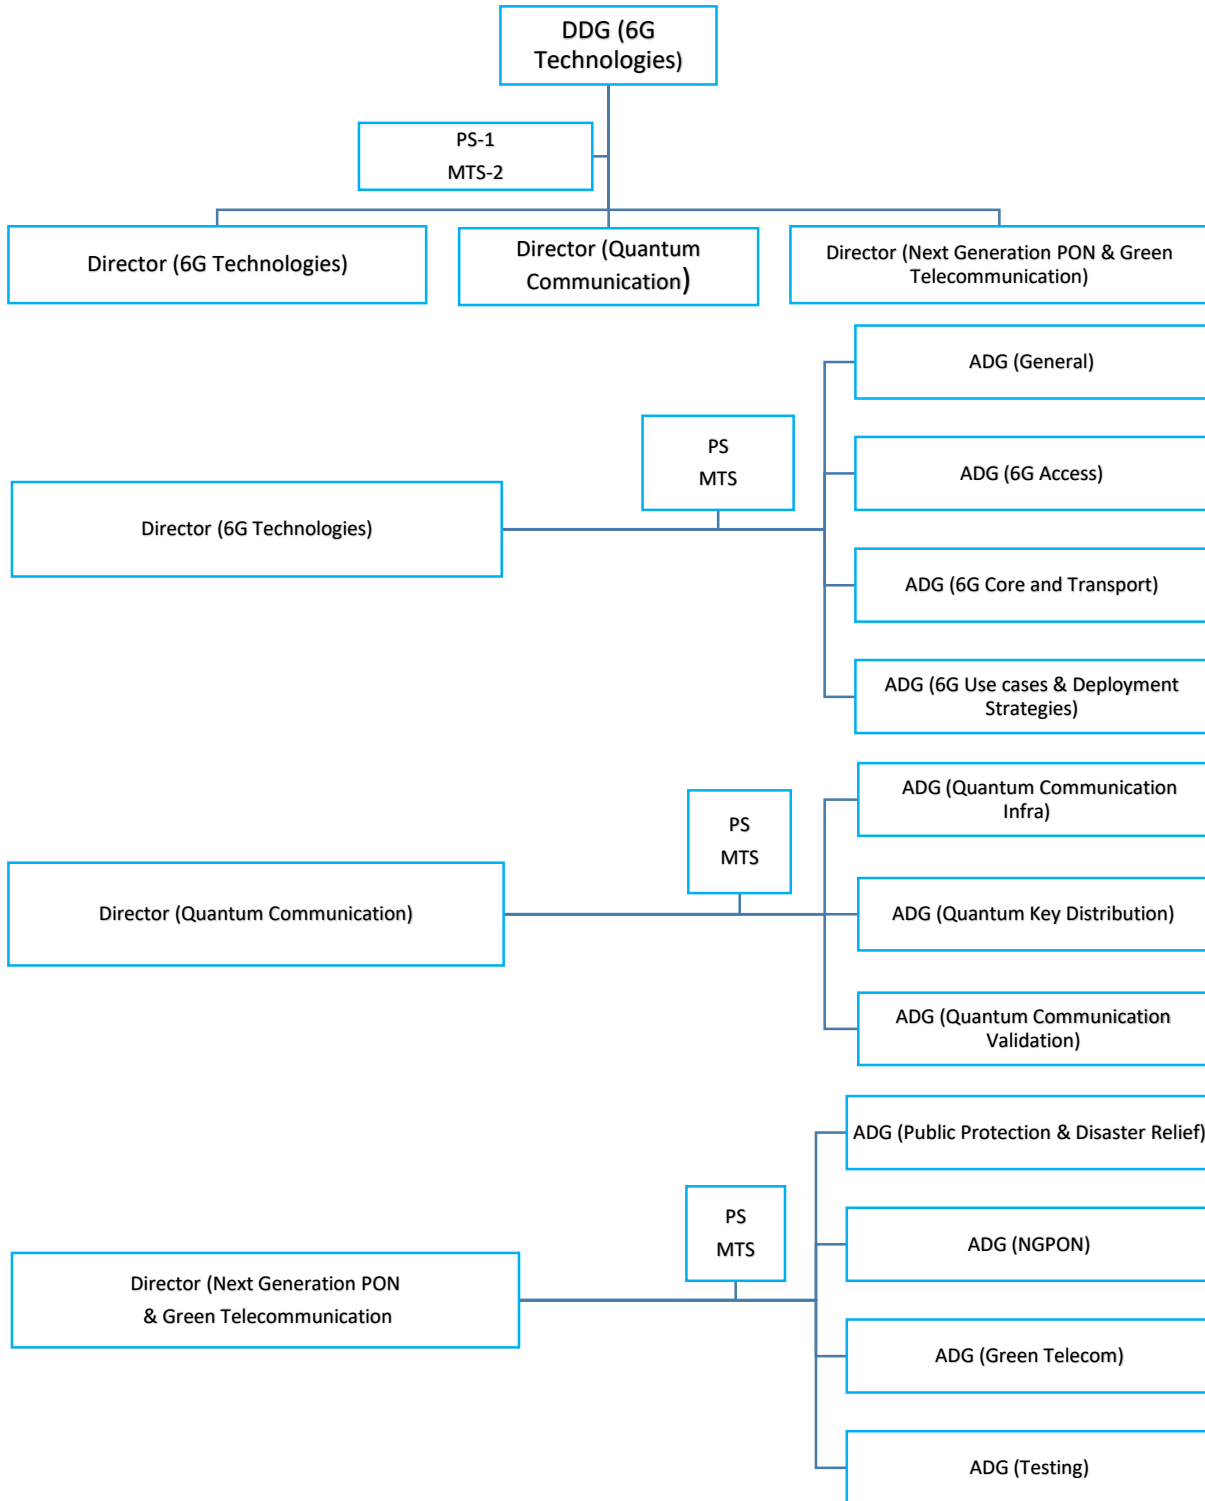 DDG (6G
Technologies)
PS-1
MTS-2
Director (6G Technologies)
Director (Quantum
Communication)
Director (Next Generation PON & Green
Telecommunication)
ADG (General)
PS
MTS
ADG (6G Access)
Director (6G Technologies)
ADG (6G Core and Transport)
ADG (6G Use cases & Deployment
Strategies)
ADG (Quantum Communication
Infra)
PS
MTS
Director (Quantum Communication)
ADG (Quantum Key Distribution)
ADG (Quantum Communication
Validation)
ADG (Public Protection & Disaster Relief)
PS
MTS
ADG (NGPON)
Director (Next Generation PON
& Green Telecommunication
ADG (Green Telecom)
ADG (Testing)